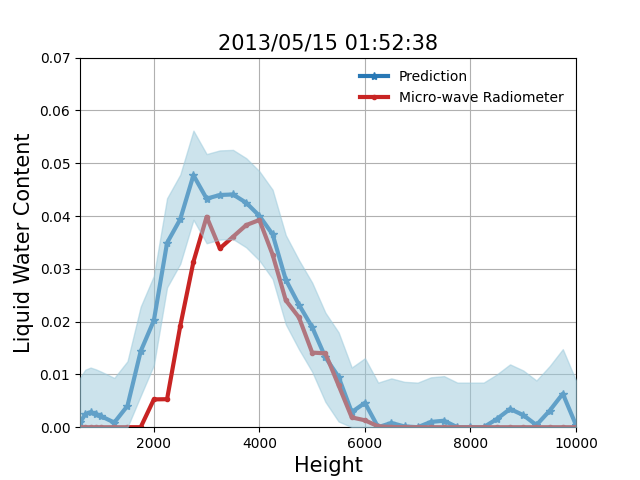 2013/05/15 01:52:38
Prediction
Micro-wave Radiometer
Liquid Water Content
0.07
0.06
0.05
0.04
0.03
0.02
0.01
0.00
2000 4000 6000 8000 10000
Height